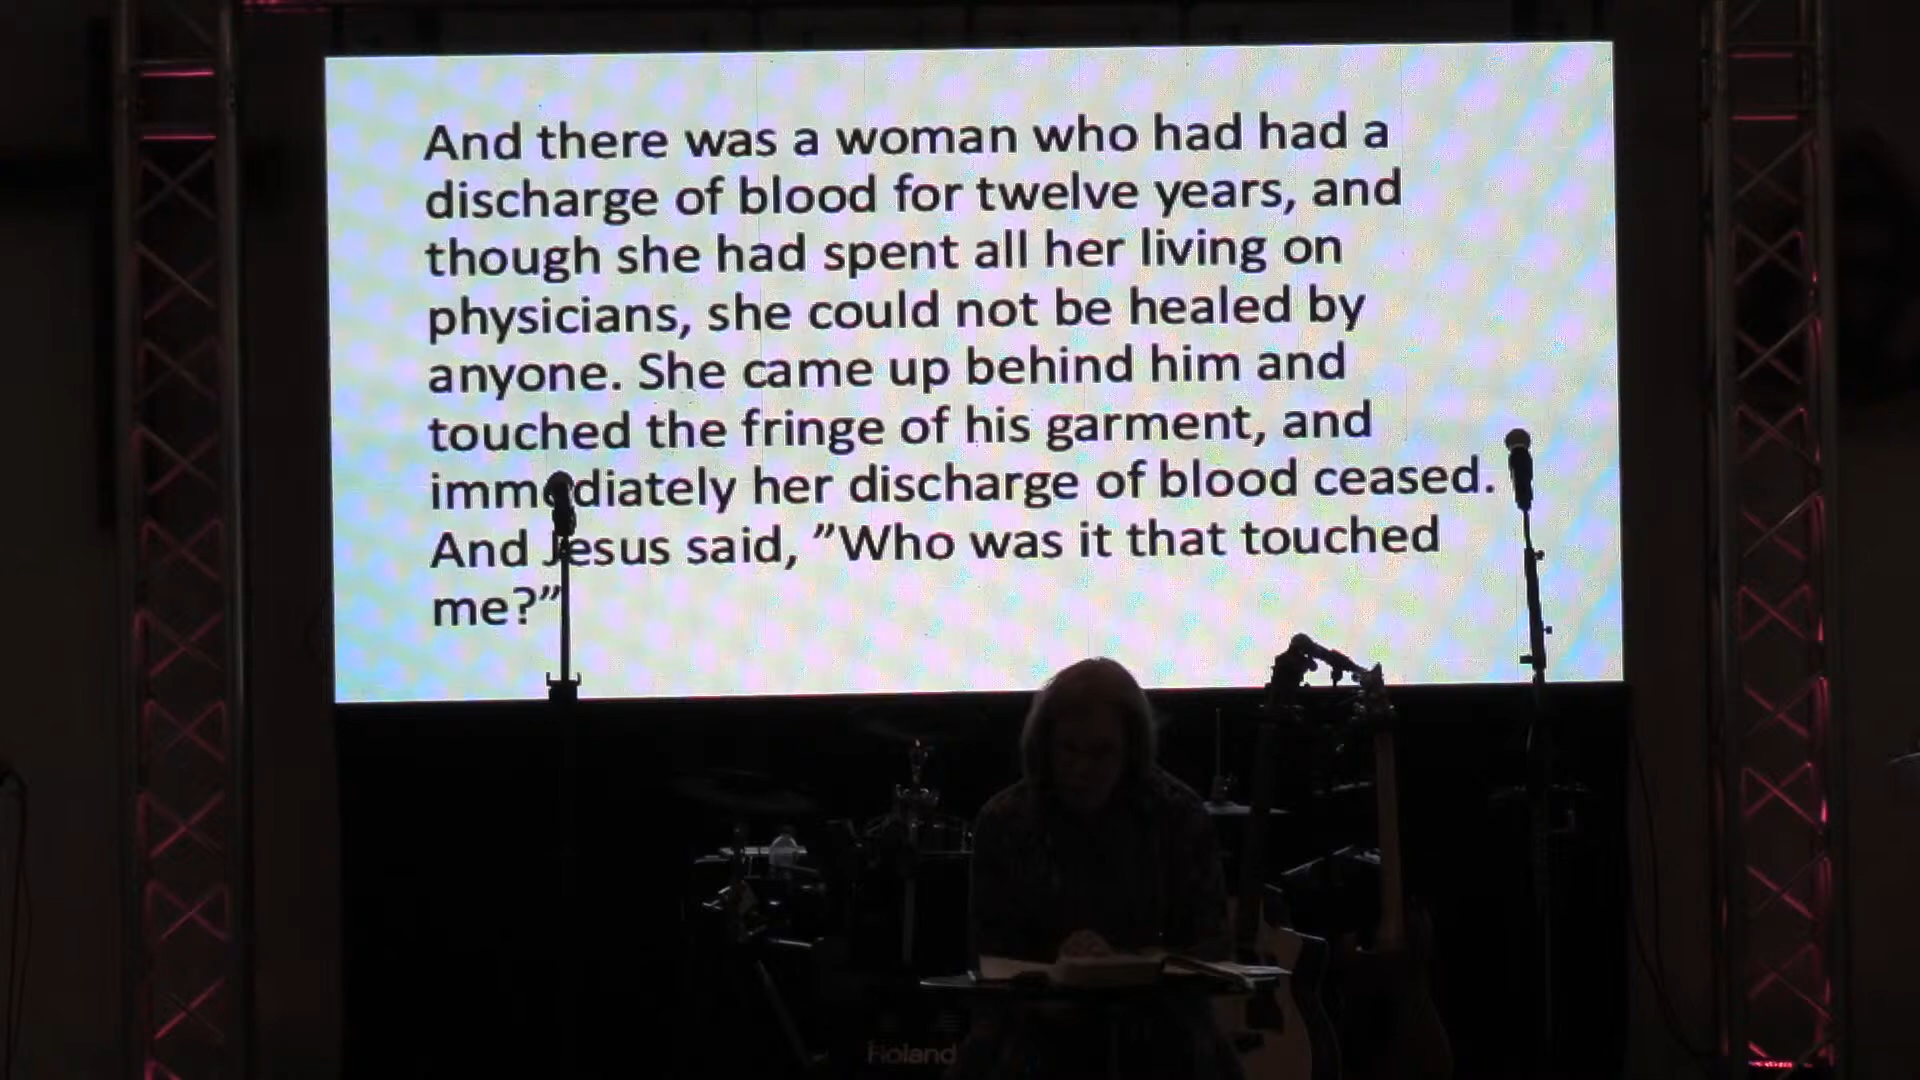 And there was a woman who had had a
discharge of blood for twelve years, and
though she had spent all her living on
physicians, she could not be healed by
anyone. She came up behind him and
touched the fringe of his garment, and
immediately her discharge of blood ceased.
And Jesus said, ”Who was it that touched
me?”
Roland